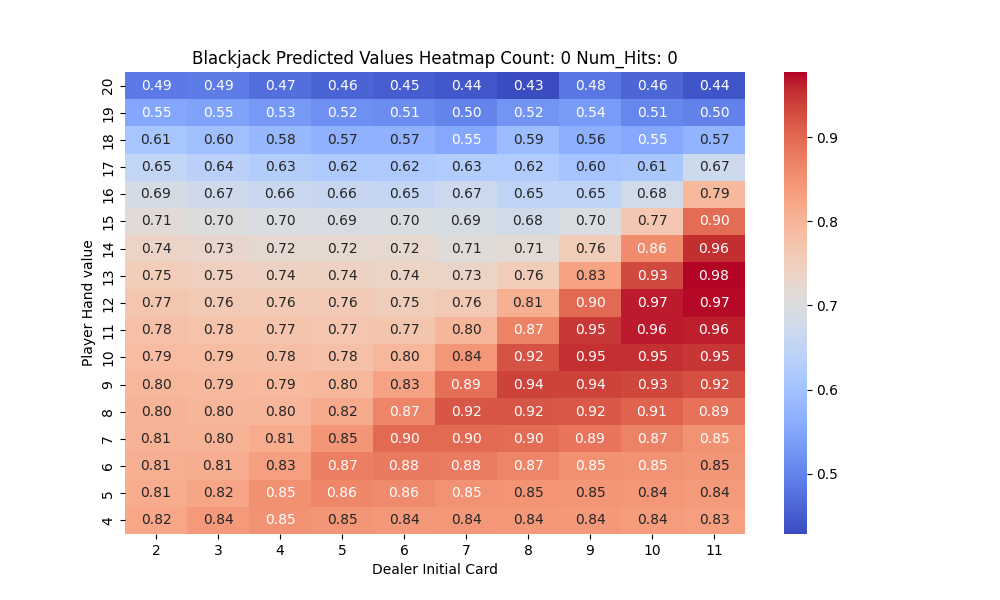 Blackjack Predicted Values Heatmap Count: 0 Num_Hits: 0
Player Hand value
20 0.49 0.49 0.47 0.46 0.45 0.44 0.43 0.48 0.46 0.44
19 0.55 0.55 0.53 0.52 0.51 0.50 0.52 0.54 0.51 0.50
18 0.61 0.60 0.58 0.57 0.57 0.55 0.59 0.56 0.55 0.57
17 0.65 0.64 0.63 0.62 0.62 0.63 0.62 0.60 0.61 0.67
16 0.69 0.67 0.66 0.66 0.65 0.67 0.65 0.65 0.68 0.79
15 0.71 0.70 0.70 0.69 0.70 0.69 0.68 0.70 0.77 0.90
14 0.74 0.73 0.72 0.72 0.72 0.71 0.71 0.76 0.86 0.96
13 0.75 0.75 0.74 0.74 0.74 0.73 0.76 0.83 0.93 0.98
12 0.77 0.76 0.76 0.76 0.75 0.76 0.81 0.90 0.97 0.97
11 0.78 0.78 0.77 0.77 0.77 0.80 0.87 0.95 0.96 0.96
10 0.79 0.79 0.78 0.78 0.80 0.84 0.92 0.95 0.95 0.95
9 0.80 0.79 0.79 0.80 0.83 0.89 0.94 0.94 0.93 0.92
8 0.80 0.80 0.80 0.82 0.87 0.92 0.92 0.92 0.91 0.89
7 0.81 0.80 0.81 0.85 0.90 0.90 0.90 0.89 0.87 0.85
6 0.81 0.81 0.83 0.87 0.88 0.88 0.87 0.85 0.85 0.85
5 0.81 0.82 0.85 0.86 0.86 0.85 0.85 0.85 0.84 0.84
4 0.82 0.84 0.85 0.85 0.84 0.84 0.84 0.84 0.84 0.83
2 3 4 5 6 7 8 9 10 11
Dealer Initial Card
0.9
0.8
0.7
0.6
0.5